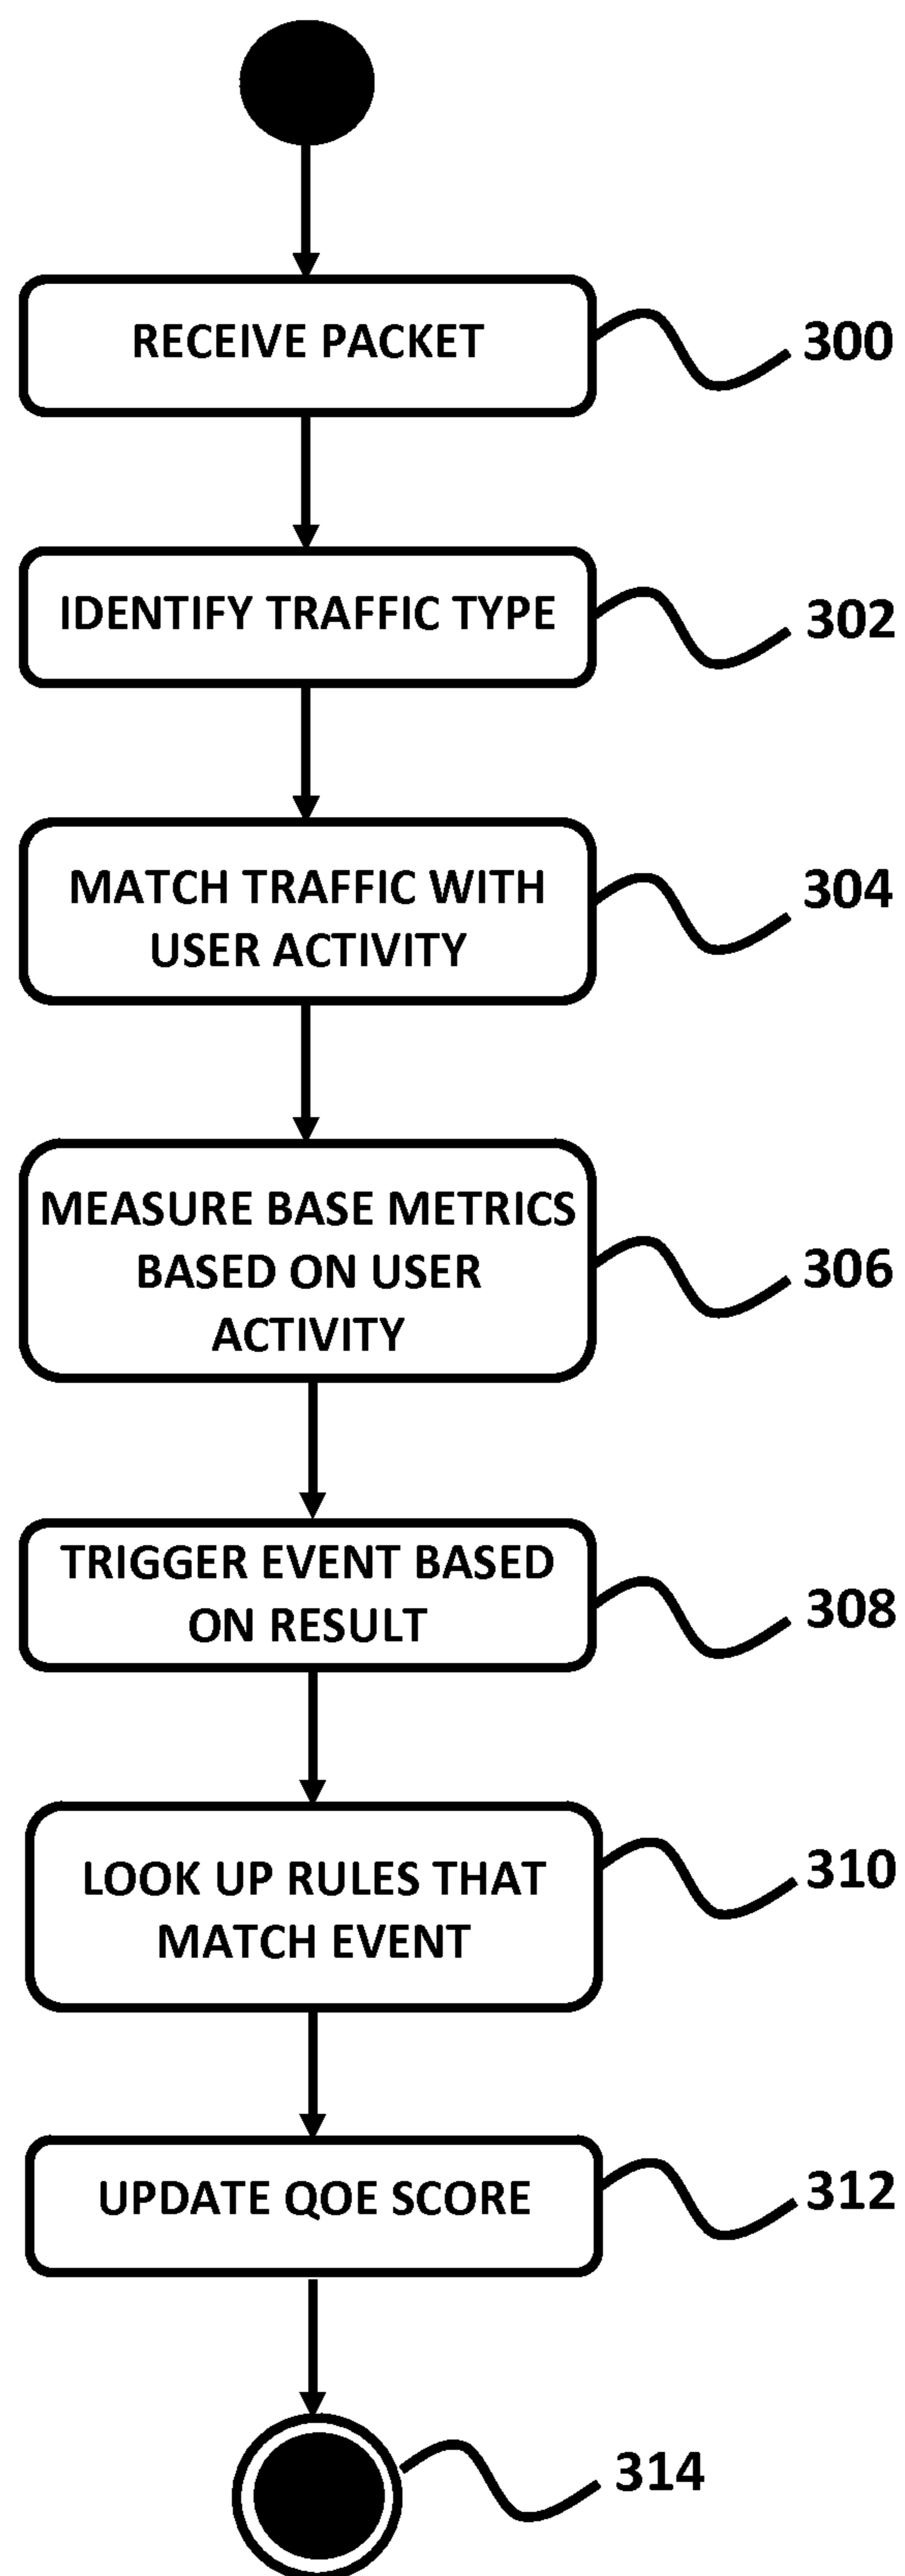 RECEIVE PACKET
300
IDENTIFY TRAFFIC TYPE
302
MATCH TRAFFIC WITH
USER ACTIVITY
304
MEASURE BASE METRICS
BASED ON USER
ACTIVITY
306
TRIGGER EVENT BASED
ON RESULT
308
LOOK UP RULES THAT
MATCH EVENT
310
UPDATE QOE SCORE
312
314